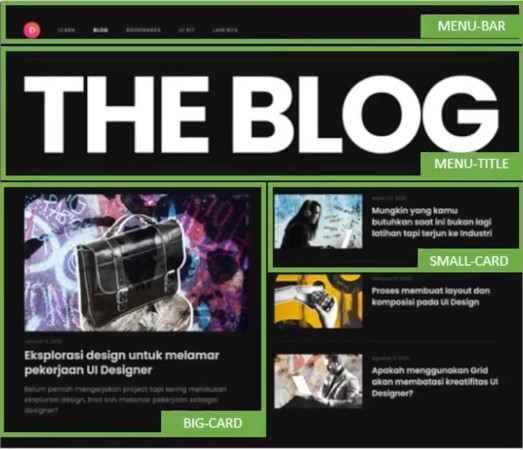 D LEARN BLOG BOOKMARKS UI KIT LAIN NYA
MENU-BAR
THE BLOG
MENU-TITLE
Januari 11, 2022
Eksplorasi design untuk melamar
pekerjaan UI Designer
Belum pernah mengerjakan project tapi sering melakukan
eksplorasi design, bisa kah melamar pekerjaan sebagai
designer?
BIG-CARD
Mungkin yang kamu
butuhkan saat ini bukan lagi
latihan tapi terjun ke Industri
SMALL-CARD
Proses membuat layout dan
komposisi pada UI Design
Apakah menggunakan Grid
akan membatasi kreatifitas UI
Designer?